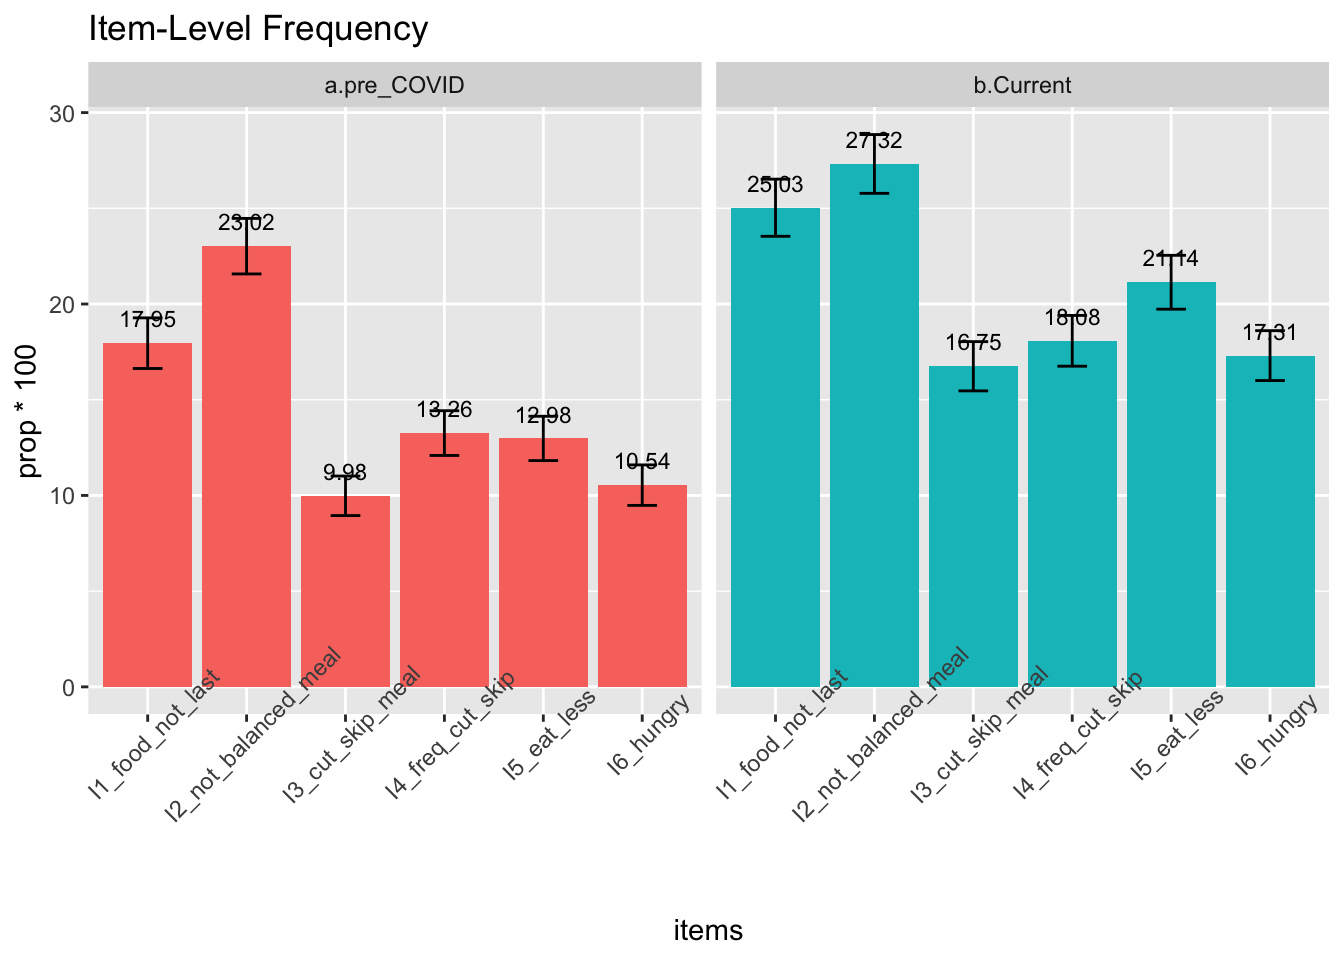 Item-Level Frequency
a.pre_COVID
b.Current
prop * 100
30
20
10
0
17.95
23.02
9.98
13.26
12.98
10.54
25.03
27.32
16.75
18.08
21.14
17.31
I1_food_not_last
I2_not_balanced_meal
I3_cut_skip_meal
I4_freq_cut_skip
I5_eat_less
I6_hungry
I1_food_not_last
I2_not_balanced_meal
I3_cut_skip_meal
I4_freq_cut_skip
I5_eat_less
I6_hungry
items